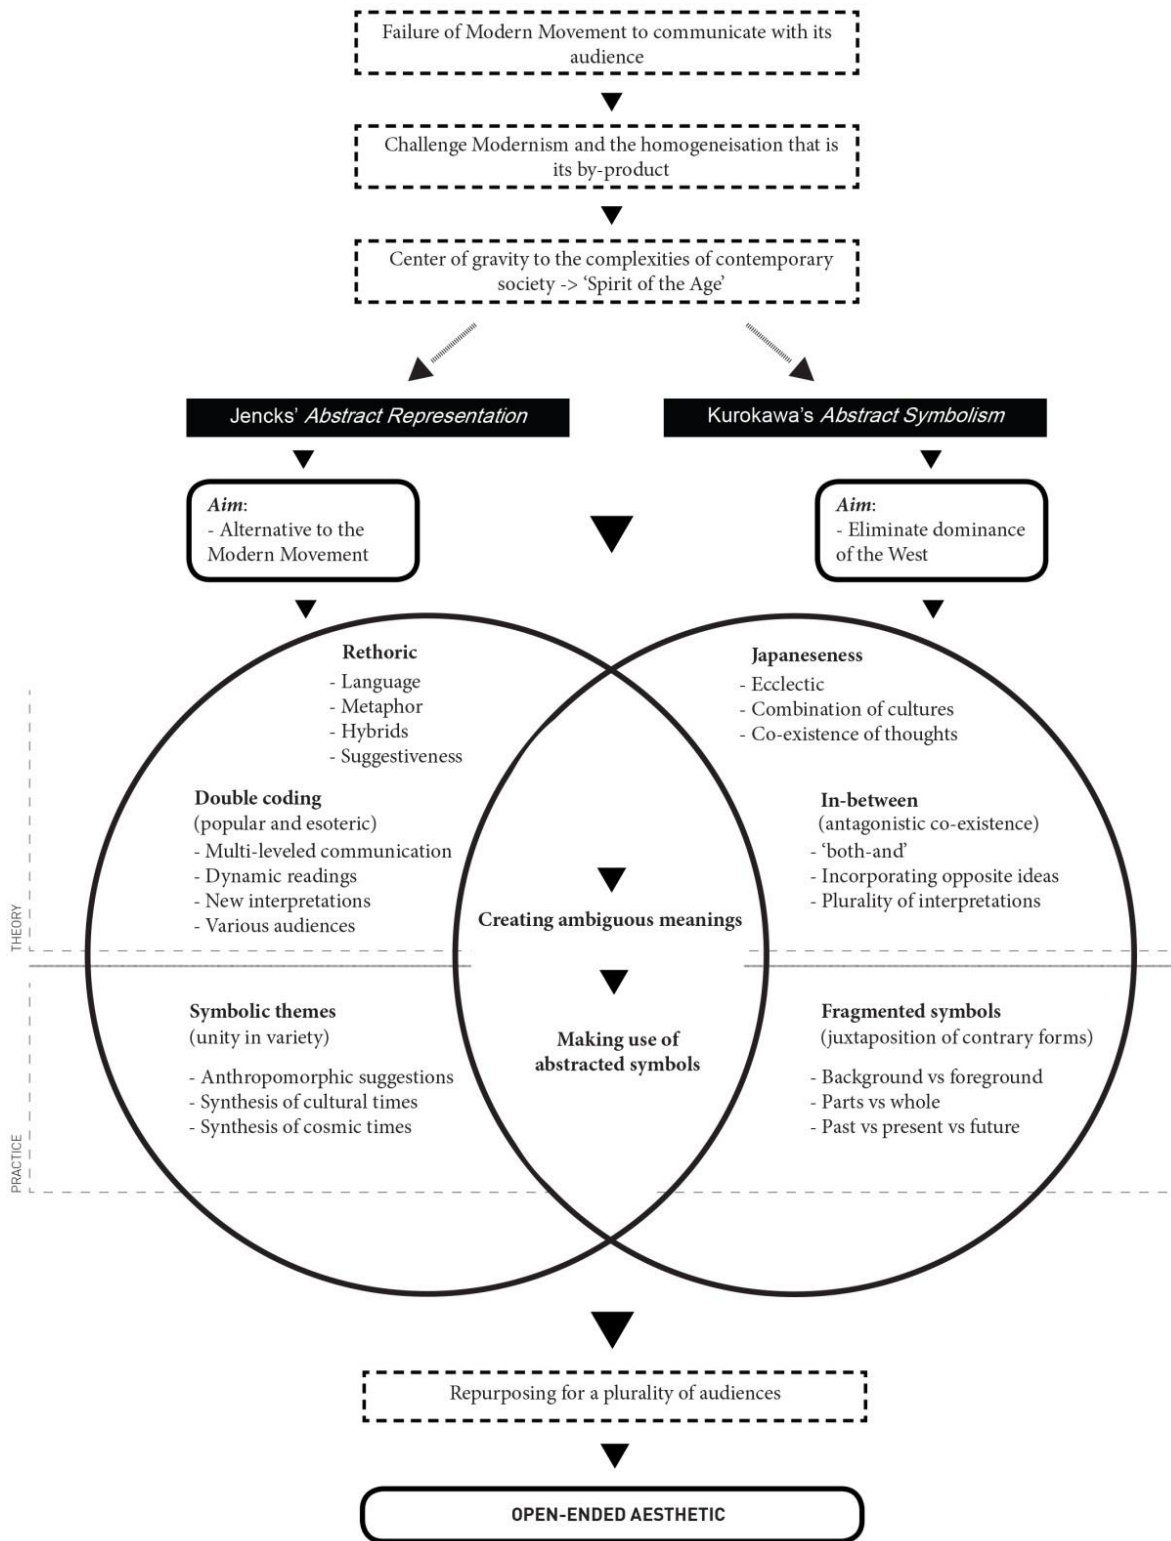 Failure of Modern Movement to communicate with its
audience
Challenge Modernism and the homogeneisation that is
its by-product
Center of gravity to the complexities of contemporary
society -> ‘Spirit of the Age’
Jencks’ Abstract Representation
Kurokawa’s Abstract Symbolism
Aim:
- Alternative to the
Modern Movement
Aim:
- Eliminate dominance
of the West
Rethoric
- Language
- Metaphor
- Hybrids
- Suggestiveness
Japaneseness
- Ecclectic
- Combination of cultures
- Co-existence of thoughts
Double coding
(popular and esoteric)
- Multi-leveled communication
- Dynamic readings
- New interpretations
- Various audiences
In-between
(antagonistic co-existence)
- ‘both-and’
- Incorporating opposite ideas
- Plurality of interpretations
Creating ambiguous meanings
THEORY
Symbolic themes
(unity in variety)
- Anthropomorphic suggestions
- Synthesis of cultural times
- Synthesis of cosmic times
Making use of
abstracted symbols
Fragmented symbols
(juxtaposition of contrary forms)
- Background vs foreground
- Parts vs whole
- Past vs present vs future
PRACTICE
Repurposing for a plurality of audiences
OPEN-ENDED AESTHETIC